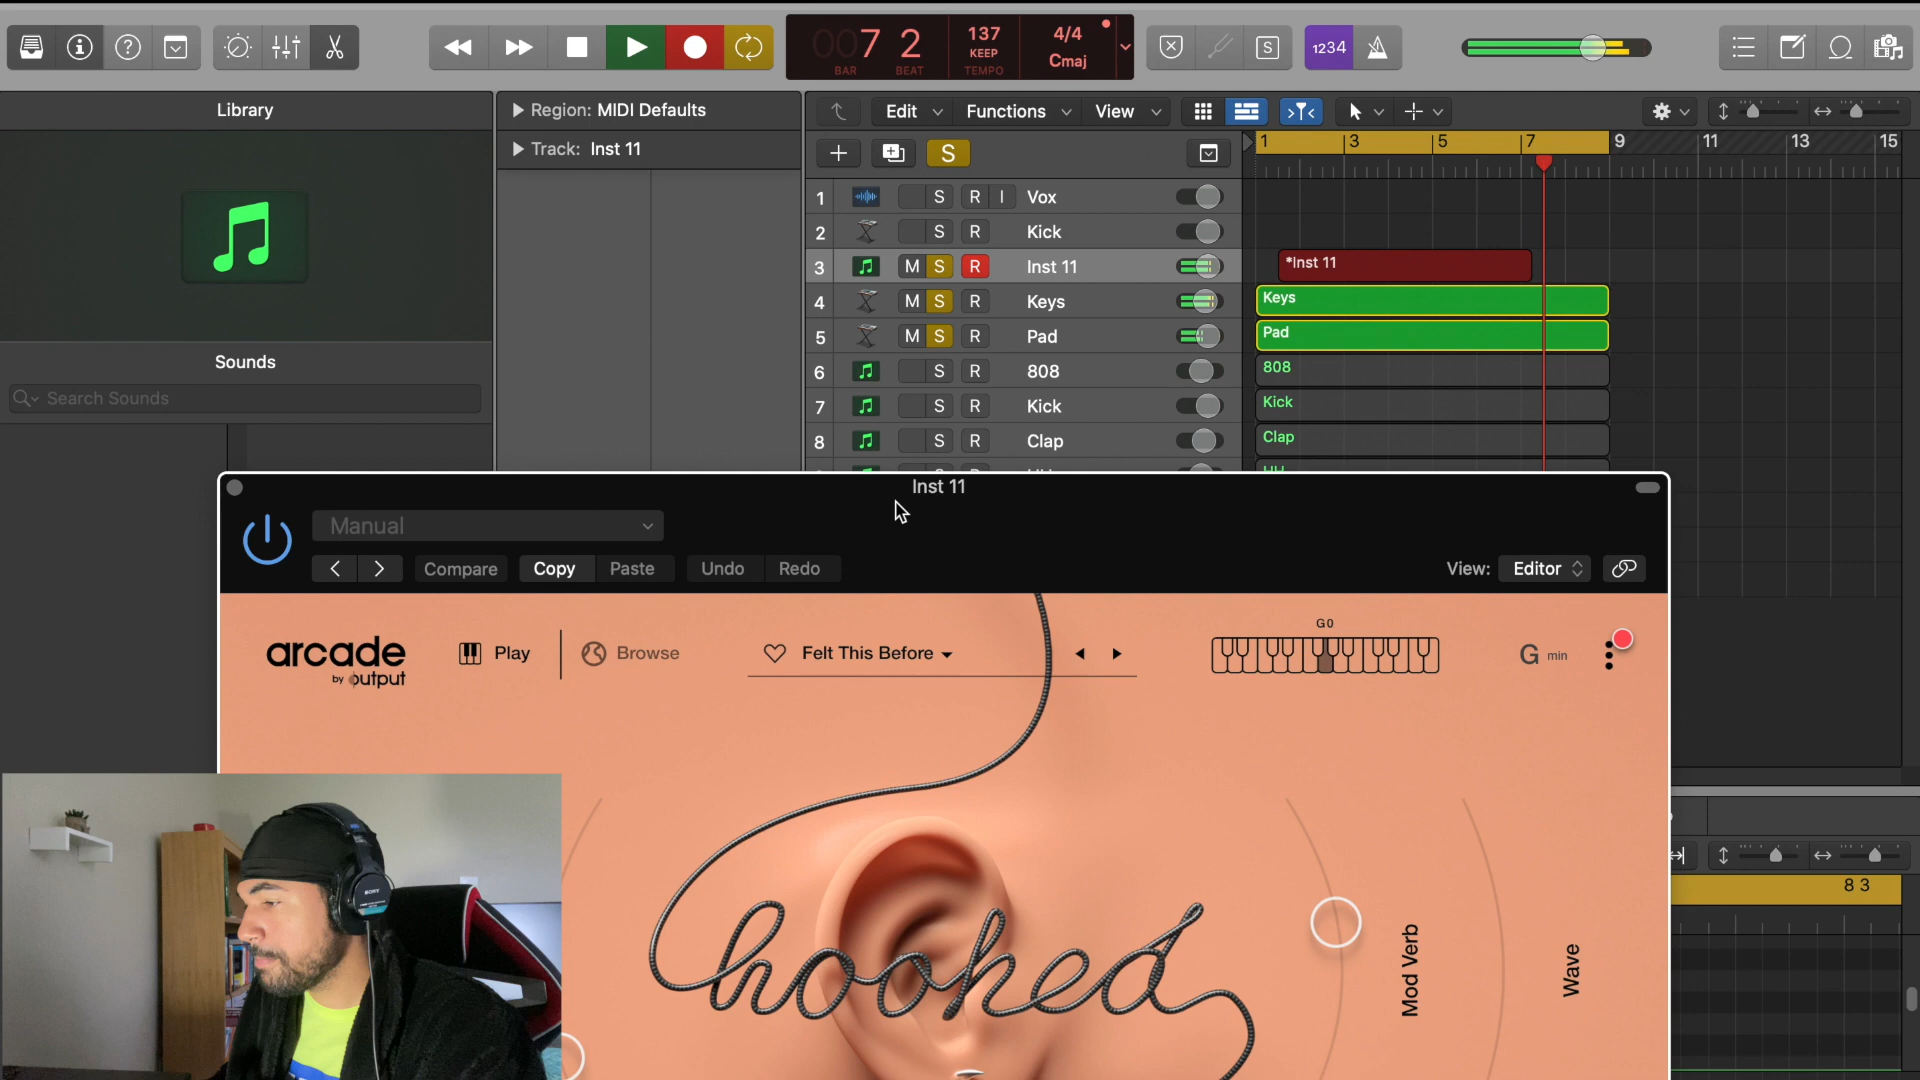 007 2
BAR BEAT
137
KEEP
TEMPO
4/4
Cmaj
S
1234
Library
Region: MIDI Defaults
Track: Inst 11
Edit
Functions
View
S
1 3 5 7 9 11 13 15
1 S R I Vox
2 S R Kick
3 M S R Inst 11
*Inst 11
4 M S R Keys
Keys
5 M S R Pad
Pad
6 S R 808
808
7 S R Kick
Kick
8 S R Clap
Clap
Sounds
Search Sounds
Inst 11
Manual
Compare
Copy
Paste
Undo
Redo
View: Editor
arcade
by output
Play
Browse
Felt This Before
G0
G min
hooked
Mod Verb
Wave
8 3
SONY